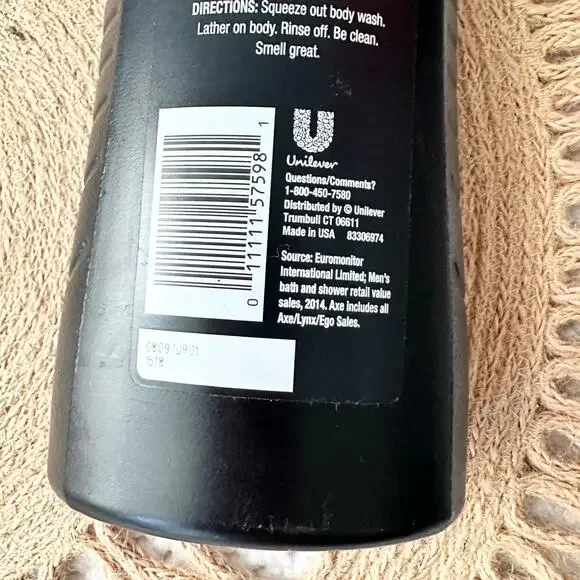 DIRECTIONS: Squeeze out body wash.
Lather on body. Rinse off. Be clean.
Smell great.
Unilever
Questions/Comments?
1-800-450-7580
Distributed by © Unilever
Trumbull CT 06611
Made in USA 83306974
Source: Euromonitor
International Limited; Men's
bath and shower retail value
sales, 2014. Axe includes all
Axe/Lynx/Ego Sales.
0 11111 57598 1
1518